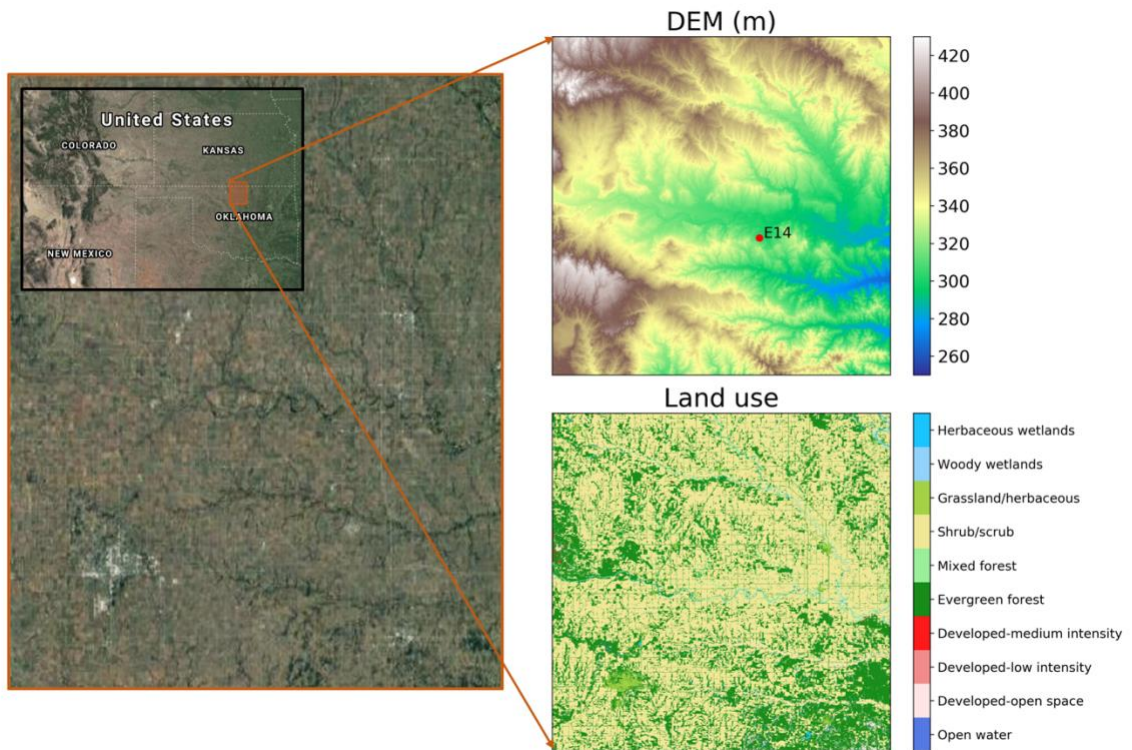 United States
COLORADO
KANSAS
OKLAHOMA
NEW MEXICO
DEM (m)
E14
420
400
380
360
340
320
300
280
260
Land use
Herbaceous wetlands
Woody wetlands
Grassland/herbaceous
Shrub/scrub
Mixed forest
Evergreen forest
Developed-medium intensity
Developed-low intensity
Developed-open space
Open water